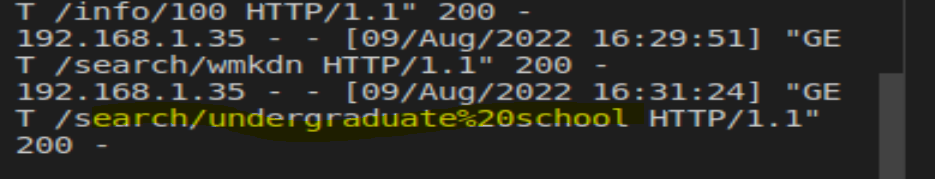 T /info/100 HTTP/1.1" 200 -
192.168.1.35 - - [09/Aug/2022 16:29:51] "GE
T /search/wmkdn HTTP/1.1" 200 -
192.168.1.35 - - [09/Aug/2022 16:31:24] "GE
T /search/undergraduate%20school HTTP/1.1"
200 -